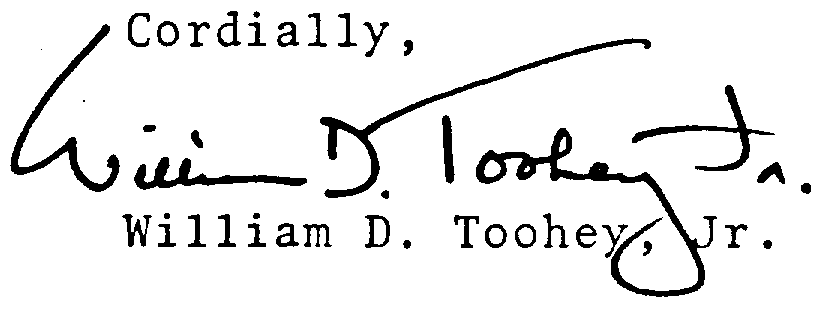 Cordially,
William D. Toohey Jr.
William D. Toohey, Jr.